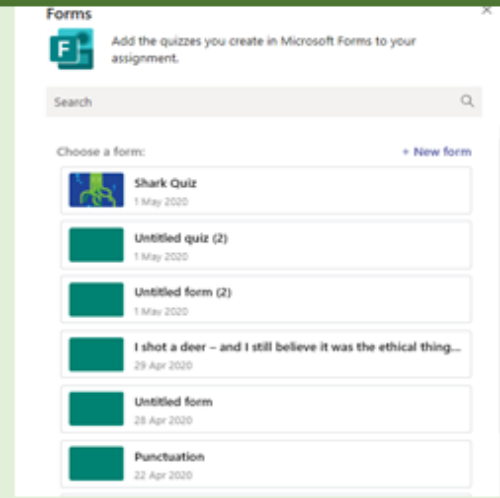 Forms
Add the quizzes you create in Microsoft Forms to your
assignment.
Search
Choose a form:
+ New form
Shark Quiz
1 May 2020
Untitled quiz (2)
1 May 2020
Untitled form (2)
1 May 2020
I shot a deer – and I still believe it was the ethical thing...
29 Apr 2020
Untitled form
28 Apr 2020
Punctuation
22 Apr 2020